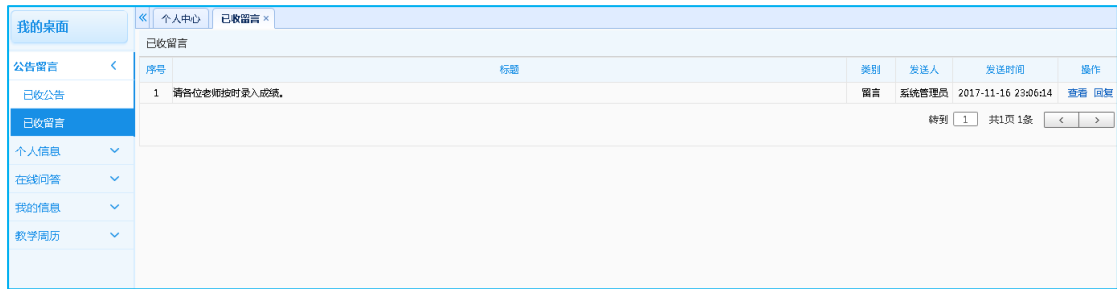 我的桌面
公告留言
已收公告
已收留言
个人信息
在线问答
我的信息
教学周历
个人中心 已收留言 ×
已收留言
序号 标题 类别 发送人 发送时间 操作
1 请各位老师按时录入成绩。 留言 系统管理员 2017-11-16 23:06:14 查看 回复
转到 1 共1页 1条